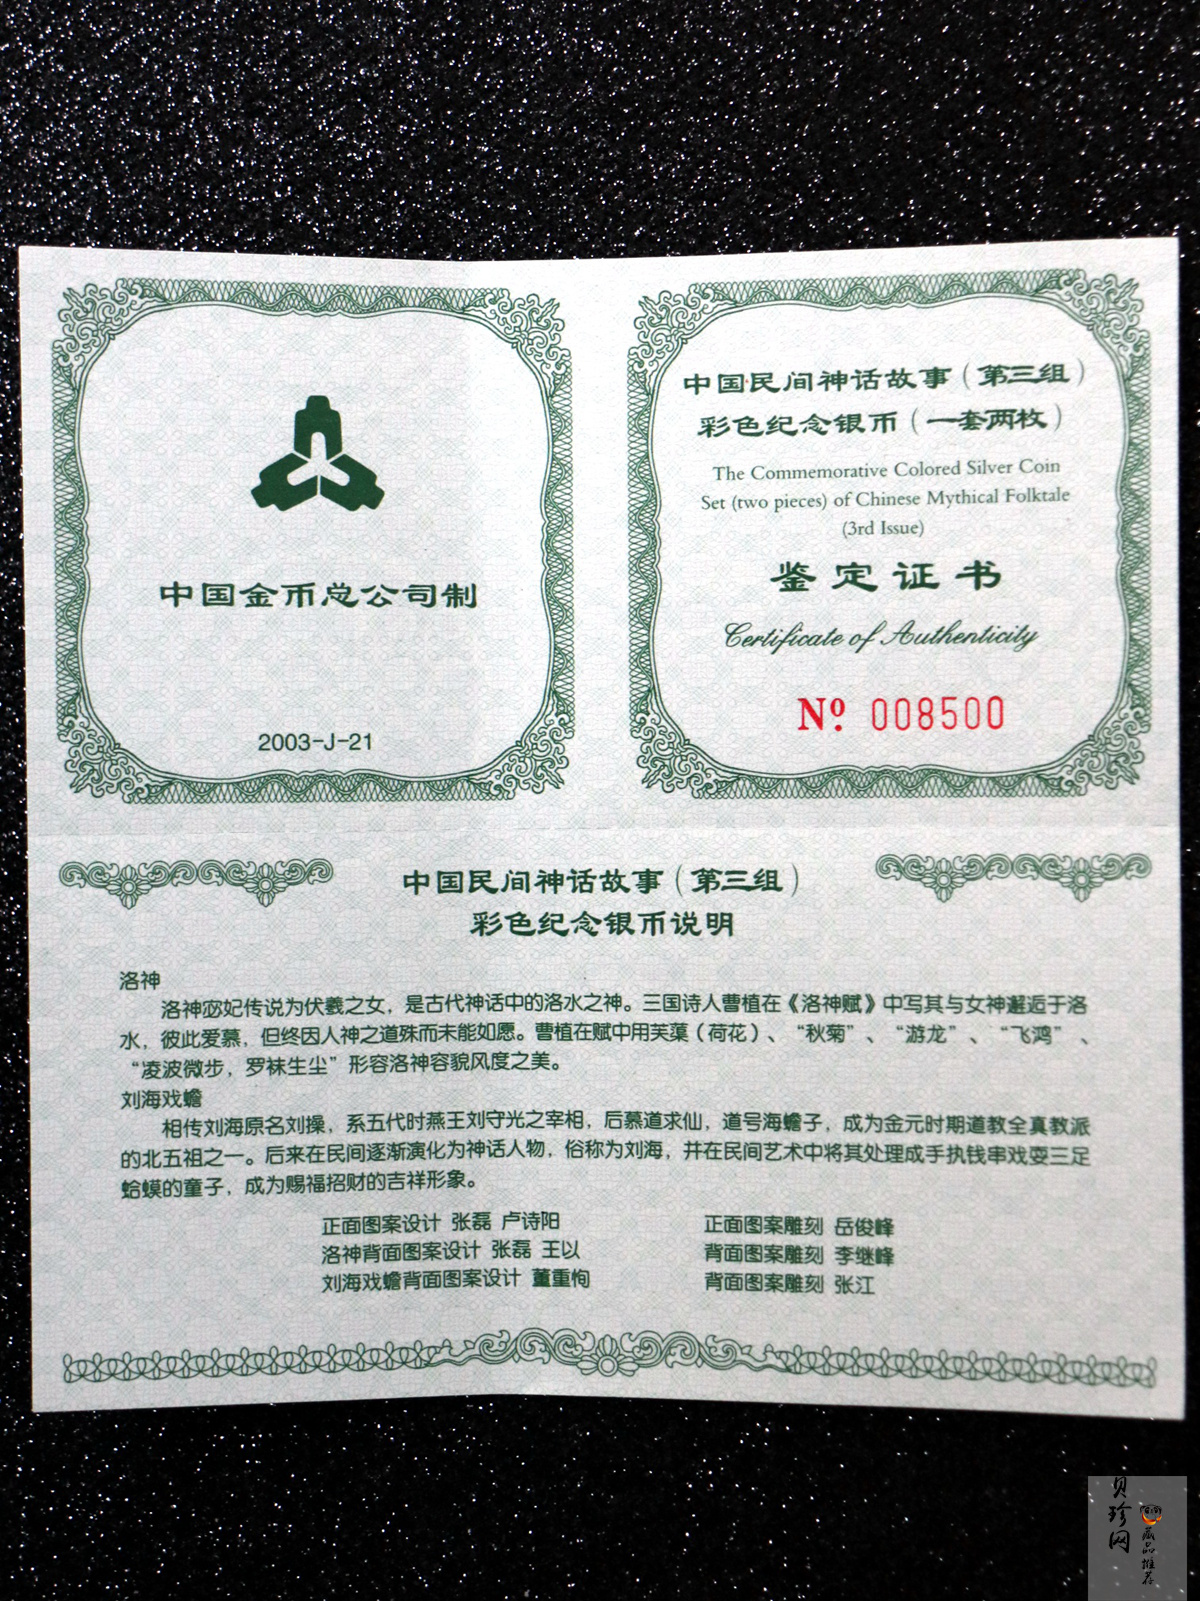 中国金币总公司制
2003-J-21
中国民间神话故事（第三组）
彩色纪念银币（一套两枚）
The Commemorative Colored Silver Coin
Set (two pieces) of Chinese Mythical Folktale
(3rd Issue)
鉴定证书
Certificate of Authenticity
Nº 008500
中国民间神话故事（第三组）
彩色纪念银币说明
洛神
洛神宓妃传说为伏羲之女，是古代神话中的洛水之神。三国诗人曹植在《洛神赋》中写其与女神邂逅于洛
水，彼此爱慕，但终因人神之道殊而未能如愿。曹植在赋中用芙蕖（荷花）、“秋菊”、“游龙”、“飞鸿”、
“凌波微步，罗袜生尘”形容洛神容貌风度之美。
刘海戏蟾
相传刘海原名刘操，系五代时燕王刘守光之宰相，后慕道求仙，道号海蟾子，成为金元时期道教全真教派
的北五祖之一。后来在民间逐渐演化为神话人物，俗称为刘海，并在民间艺术中将其处理成手执钱串戏耍三足
蛤蟆的童子，成为赐福招财的吉祥形象。
正面图案设计 张磊 卢诗阳
洛神背面图案设计 张磊 王以
刘海戏蟾背面图案设计 董重恂
正面图案雕刻 岳俊峰
背面图案雕刻 李继峰
背面图案雕刻 张江
贝珍网
藏品推荐